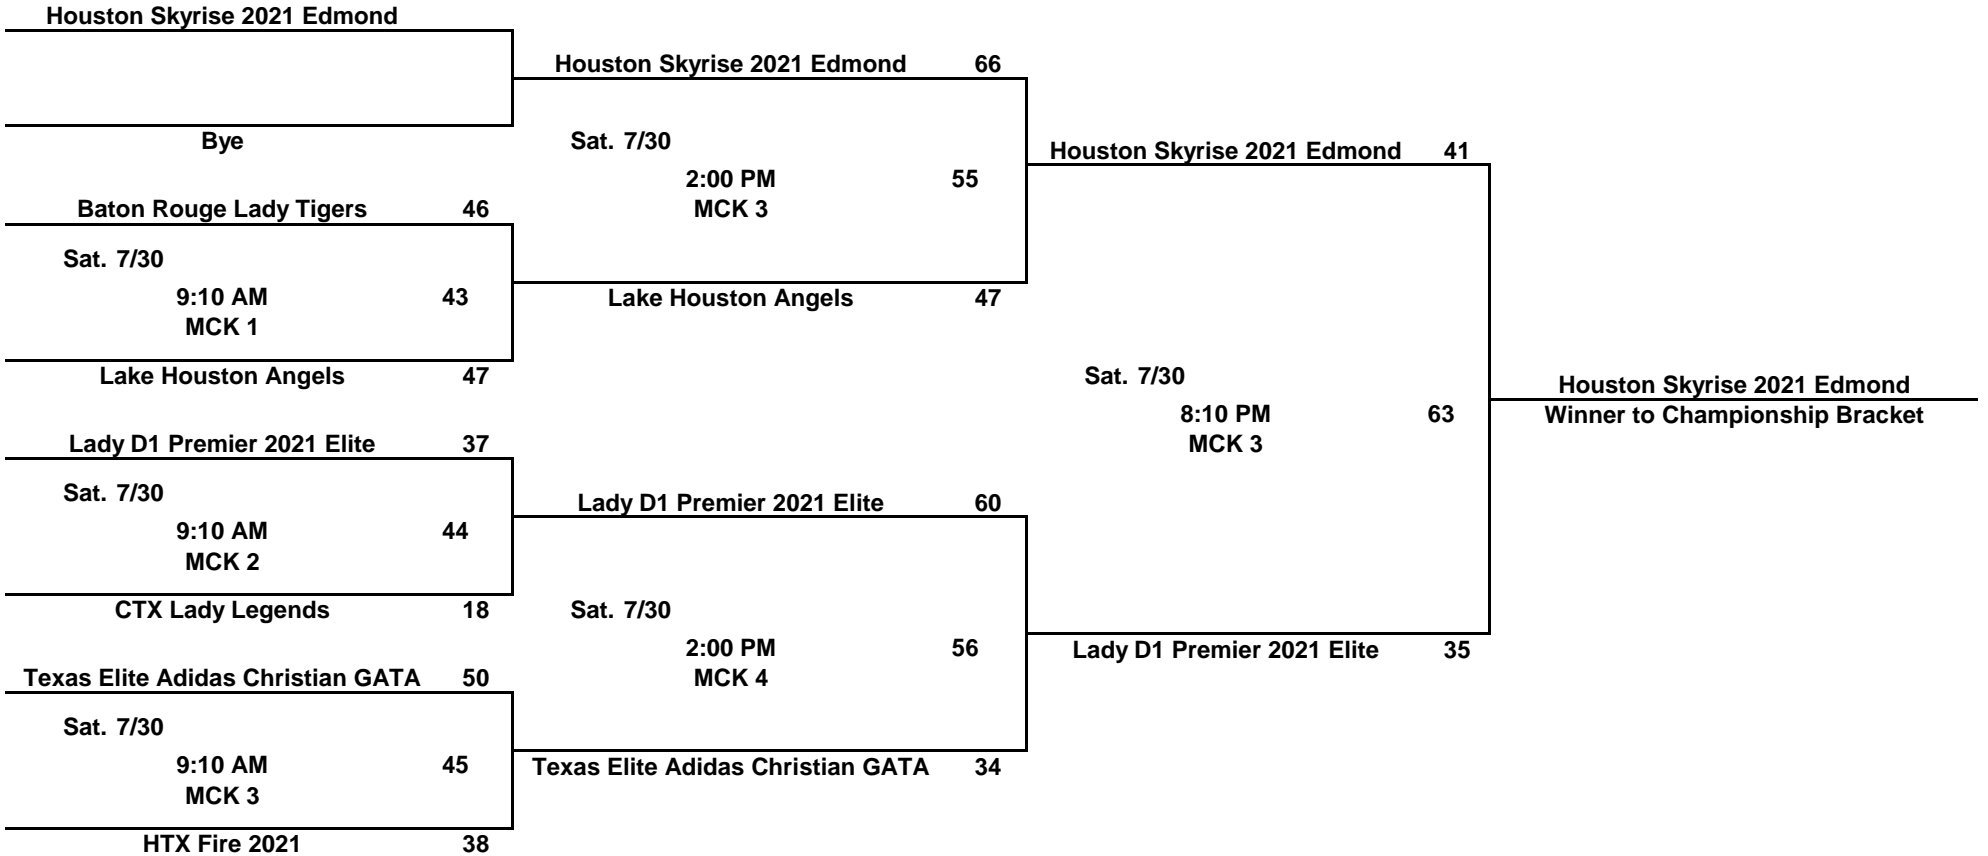 Houston Skyrise 2021 Edmond
Houston Skyrise 2021 Edmond 66
Bye
Sat. 7/30
Houston Skyrise 2021 Edmond 41
2:00 PM 55
Baton Rouge Lady Tigers 46
MCK 3
Sat. 7/30
9:10 AM 43
Lake Houston Angels 47
MCK 1
Lake Houston Angels 47
Sat. 7/30
Houston Skyrise 2021 Edmond
8:10 PM 63
Winner to Championship Bracket
Lady D1 Premier 2021 Elite 37
MCK 3
Sat. 7/30
Lady D1 Premier 2021 Elite 60
9:10 AM 44
MCK 2
CTX Lady Legends 18
Sat. 7/30
2:00 PM 56
Lady D1 Premier 2021 Elite 35
Texas Elite Adidas Christian GATA 50
MCK 4
Sat. 7/30
9:10 AM 45
Texas Elite Adidas Christian GATA 34
MCK 3
HTX Fire 2021 38